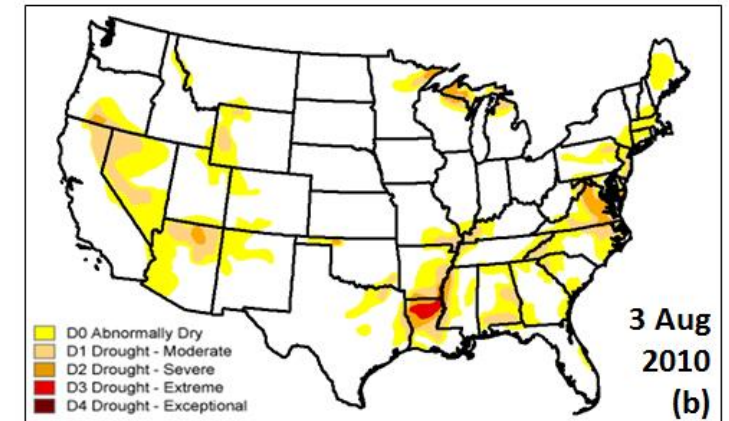 D0 Abnormally Dry
D1 Drought - Moderate
D2 Drought - Severe
D3 Drought - Extreme
D4 Drought - Exceptional
3 Aug
2010
(b)